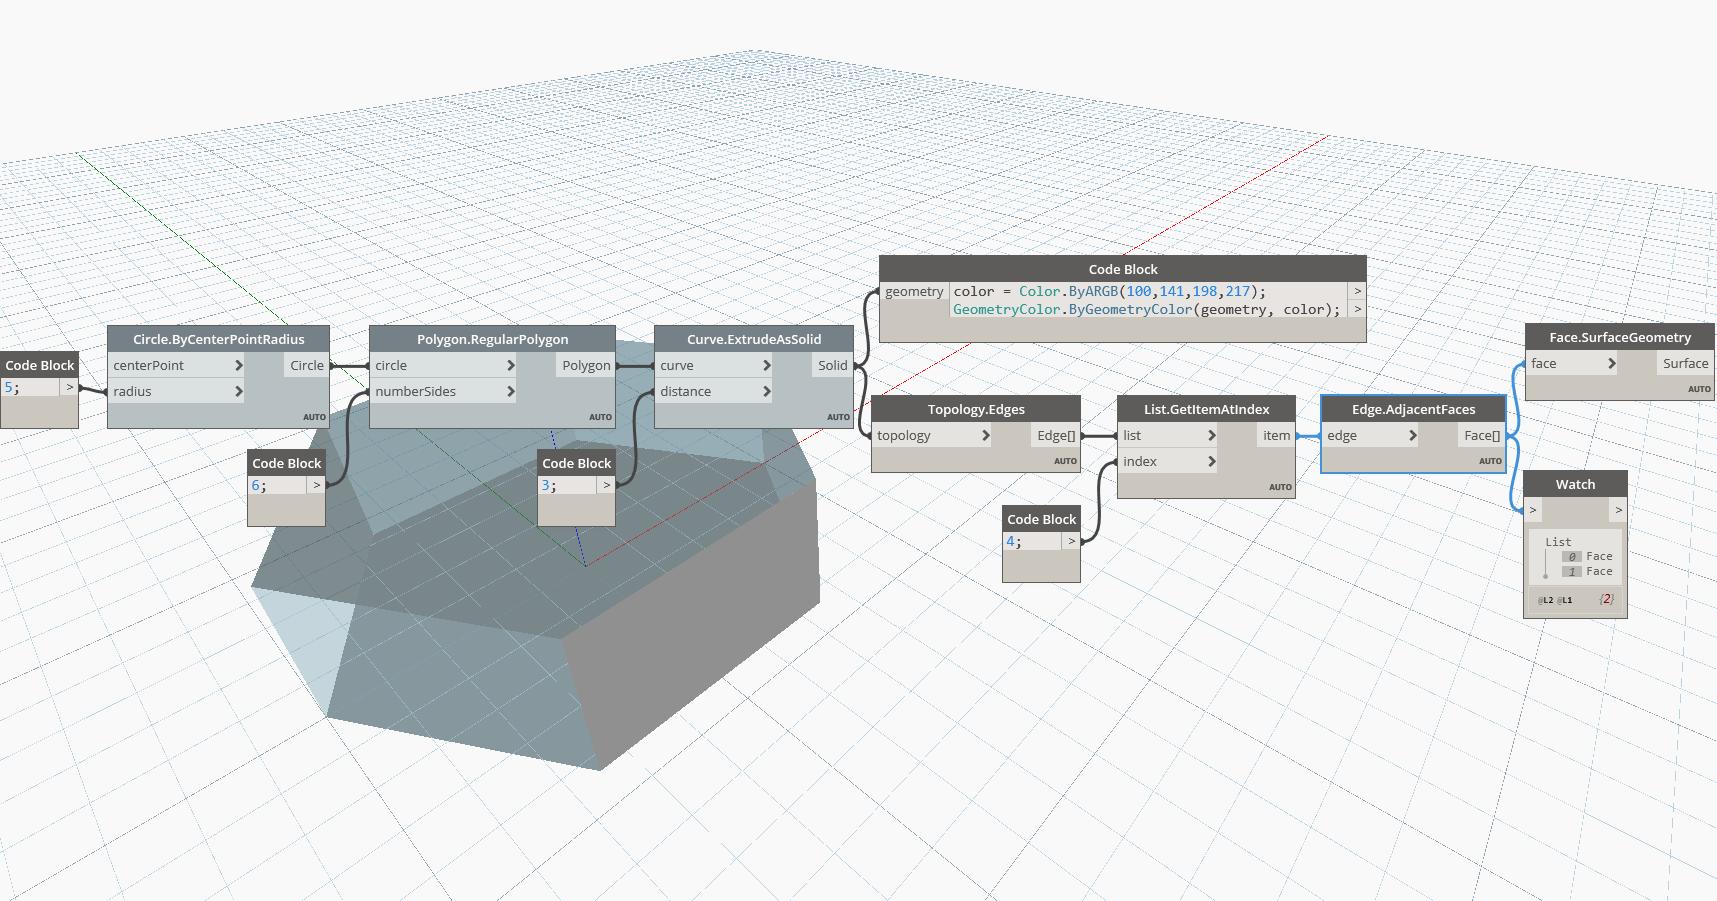 Code Block
geometry
color = Color.ByARGB(100,141,198,217);
>
GeometryColor.ByGeometryColor(geometry, color);
>
Code Block
5;
>
Circle.ByCenterPointRadius
centerPoint
>
Circle
radius
>
AUTO
Polygon.RegularPolygon
circle
>
Polygon
numberSides
>
AUTO
Curve.ExtrudeAsSolid
curve
>
Solid
distance
>
AUTO
Code Block
6;
>
Code Block
3;
>
Topology.Edges
topology
>
Edge[]
AUTO
List.GetItemAtIndex
list
>
item
index
>
AUTO
Code Block
4;
>
Edge.AdjacentFaces
edge
>
Face[]
AUTO
Face.SurfaceGeometry
face
>
Surface
AUTO
Watch
>
>
List
0 Face
1 Face
@L2 @L1
{2}